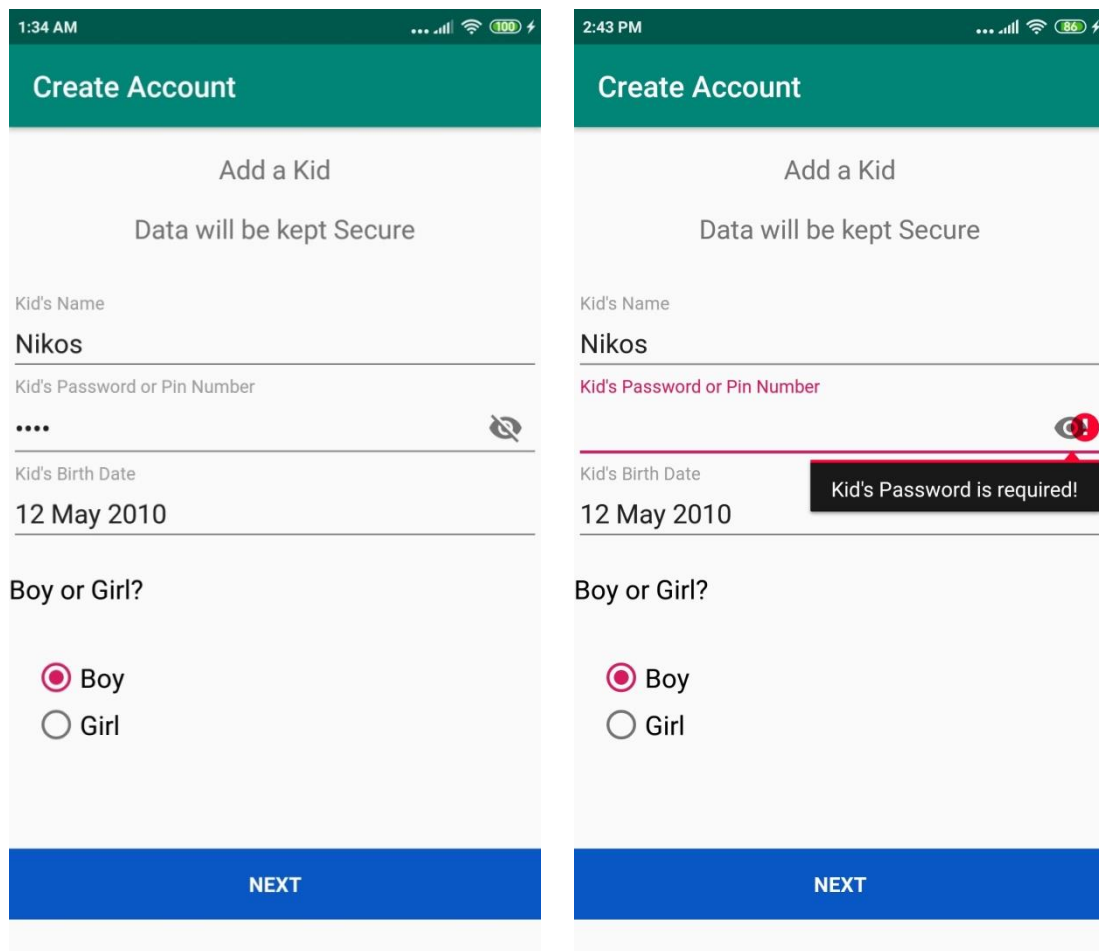 1:34 AM
100
Create Account
Add a Kid
Data will be kept Secure
Kid's Name
Nikos
Kid's Password or Pin Number
••••
Kid's Birth Date
12 May 2010
Boy or Girl?
Boy
Girl
NEXT
2:43 PM
86
Create Account
Add a Kid
Data will be kept Secure
Kid's Name
Nikos
Kid's Password or Pin Number
Kid's Password is required!
Kid's Birth Date
12 May 2010
Boy or Girl?
Boy
Girl
NEXT